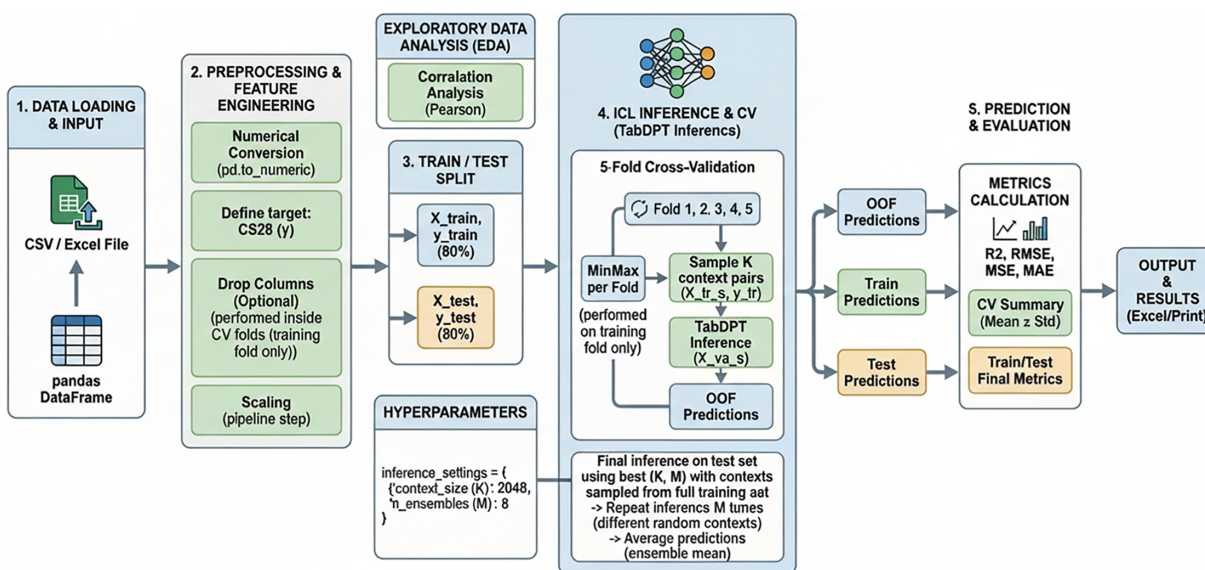 1. DATA LOADING
& INPUT
CSV / Excel File
pandas
DataFrame
2. PREPROCESSING &
FEATURE
ENGINEERING
Numerical
Conversion
(pd.to_numeric)
Define target:
CS28 (y)
Drop Columns
(Optional)
(performed inside
CV folds (training
fold only))
Scaling
(pipeline step)
EXPLORATORY DATA
ANALYSIS (EDA)
Corralation
Analysis
(Pearson)
3. TRAIN / TEST
SPLIT
X_train,
y_train
(80%)
X_test,
y_test
(80%)
HYPERPARAMETERS
inference_settings = {
{'context_size (K)': 2048,
'n_ensembles (M): 8
}
4. ICL INFERENCE & CV
(TabDPT Inferencs)
5-Fold Cross-Validation
Fold 1, 2. 3, 4, 5
MinMax
per Fold
(performed
on training
fold only)
Sample K
context pairs
(X_tr_s, y_tr)
TabDPT
Inference
(X_va_s)
OOF
Predictions
Final inference on test set
using best (K, M) with contexts
sampled from full training aat
-> Repeat inferencs M tunes
(different random contexts)
-> Average predictions
(ensemble mean)
OOF
Predictions
Train
Predictions
Test
Predictions
S. PREDICTION
& EVALUATION
METRICS
CALCULATION
R2, RMSE,
MSE, MAE
CV Summary
(Mean z Std)
Train/Test
Final Metrics
OUTPUT
&
RESULTS
(Excel/Print)